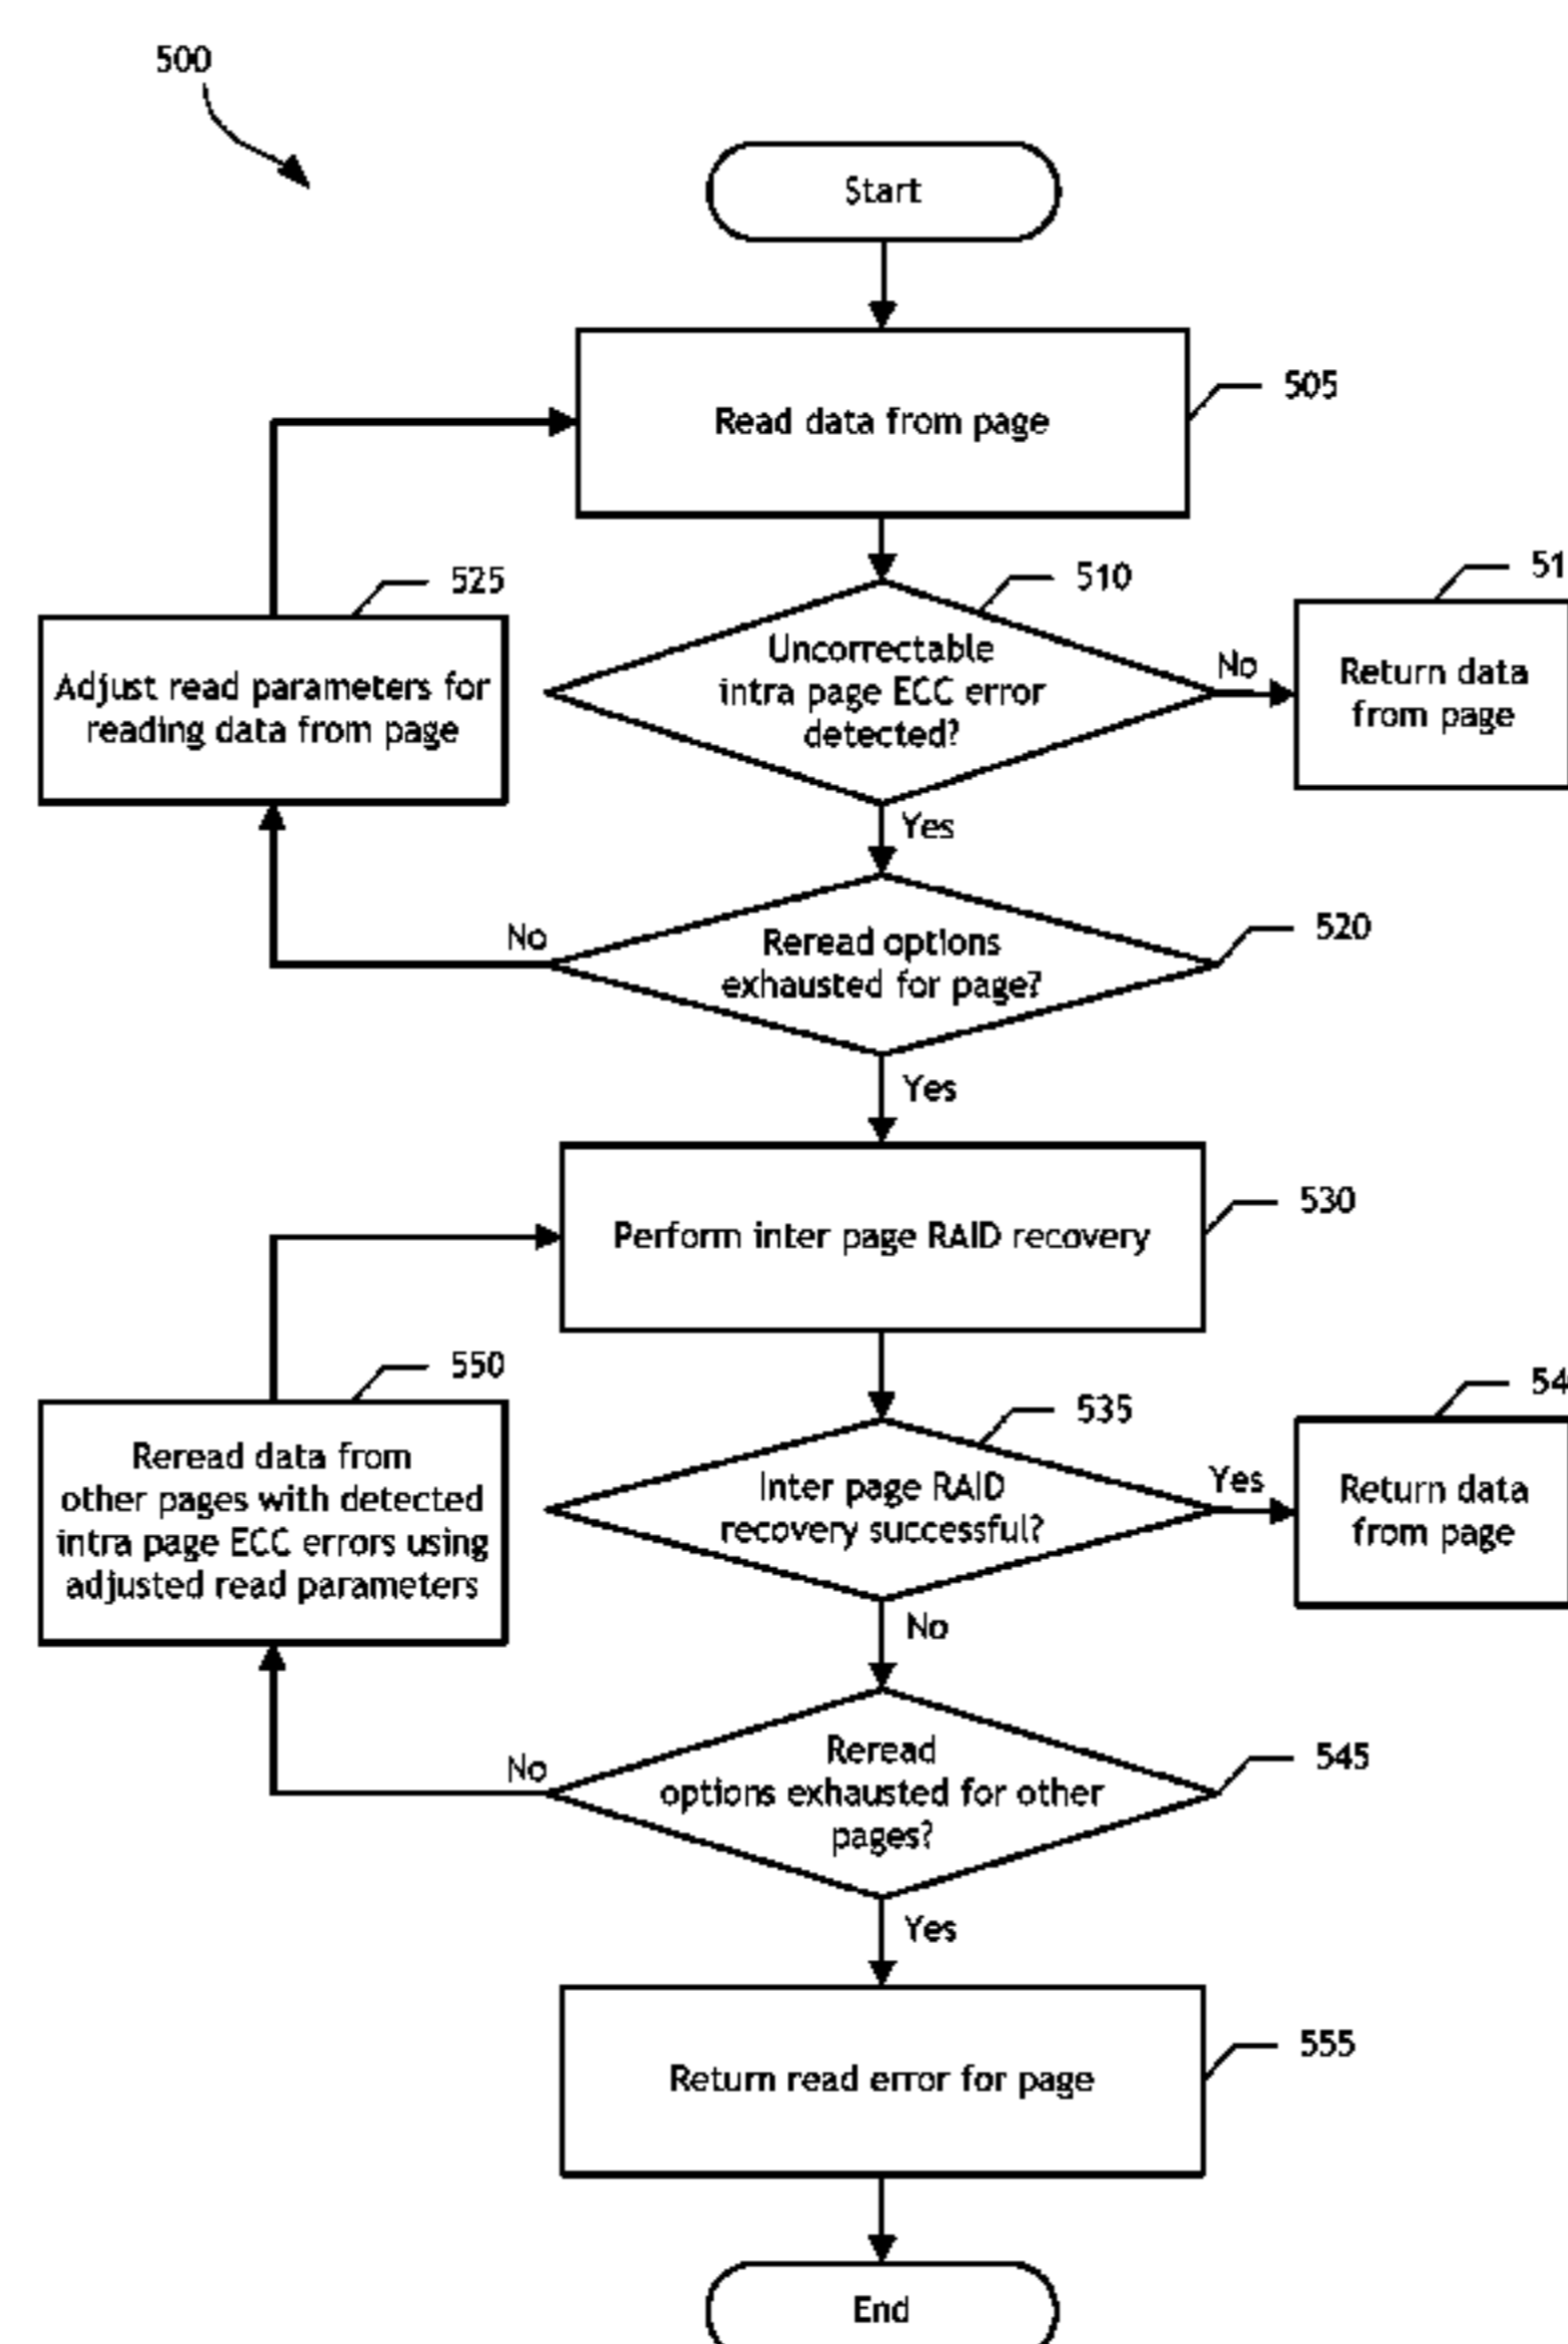 500
Start
Read data from page
505
525
Adjust read parameters for
reading data from page
510
Uncorrectable
intra page ECC error
detected?
No
51
Return data
from page
Yes
No
Reread options
exhausted for page?
520
Yes
Perform inter page RAID recovery
530
550
Reread data from
other pages with detected
intra page ECC errors using
adjusted read parameters
535
Inter page RAID
recovery successful?
Yes
54
Return data
from page
No
No
Reread
options exhausted for other
pages?
545
Yes
Return read error for page
555
End